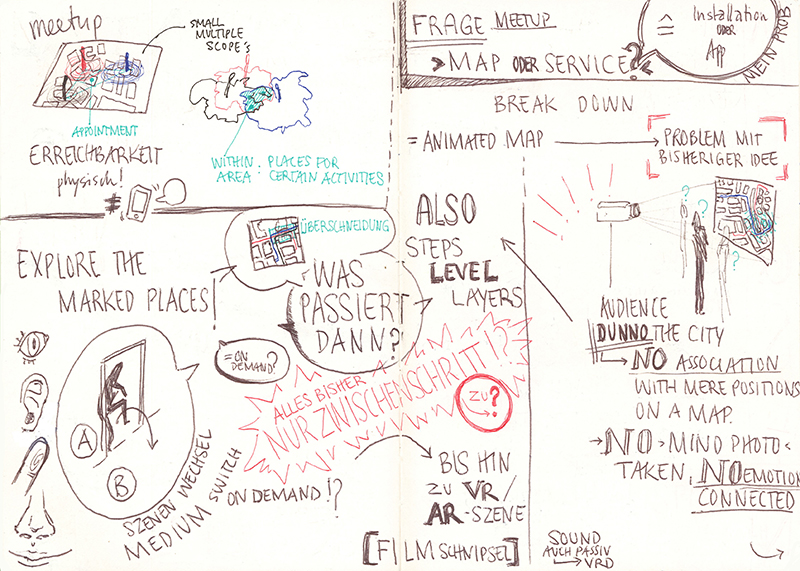 meetup
SMALL
MULTIPLE
SCOPE's
APPOINTMENT
ERREICHBARKEIT
physisch!
WITHIN : PLACES FOR
AREA : CERTAIN ACTIVITIES
#
EXPLORE THE
MARKED PLACES
ÜBERSCHNEIDUNG
WAS
PASSIERT
DANN?
= ON
DEMAND?
A
B
SZENEN WECHSEL
MEDIUM SWITCH
ON DEMAND!?
ALLES BISHER
NUR ZWISCHENSCHRITT!?
ZU?
→
FRAGE MEETUP
> MAP ODER SERVICE? <
= Installation
ODER
App
MEIN PROB
BREAK DOWN
= ANIMATED MAP → PROBLEM MIT
BISHERIGER IDEE
ALSO
STEPS
LEVEL
LAYERS
? ? ?
AUDIENCE
DUNNO THE CITY
→ NO ASSOCIATION
WITH MERE POSITIONS
ON A MAP.
→ NO > MIND PHOTO <
TAKEN, NO EMOTION
CONNECTED
BIS HIN
ZU VR/
AR-SZENE
[FILMSCHNIPSEL]
SOUND
AUCH PASSIV
→ VRD